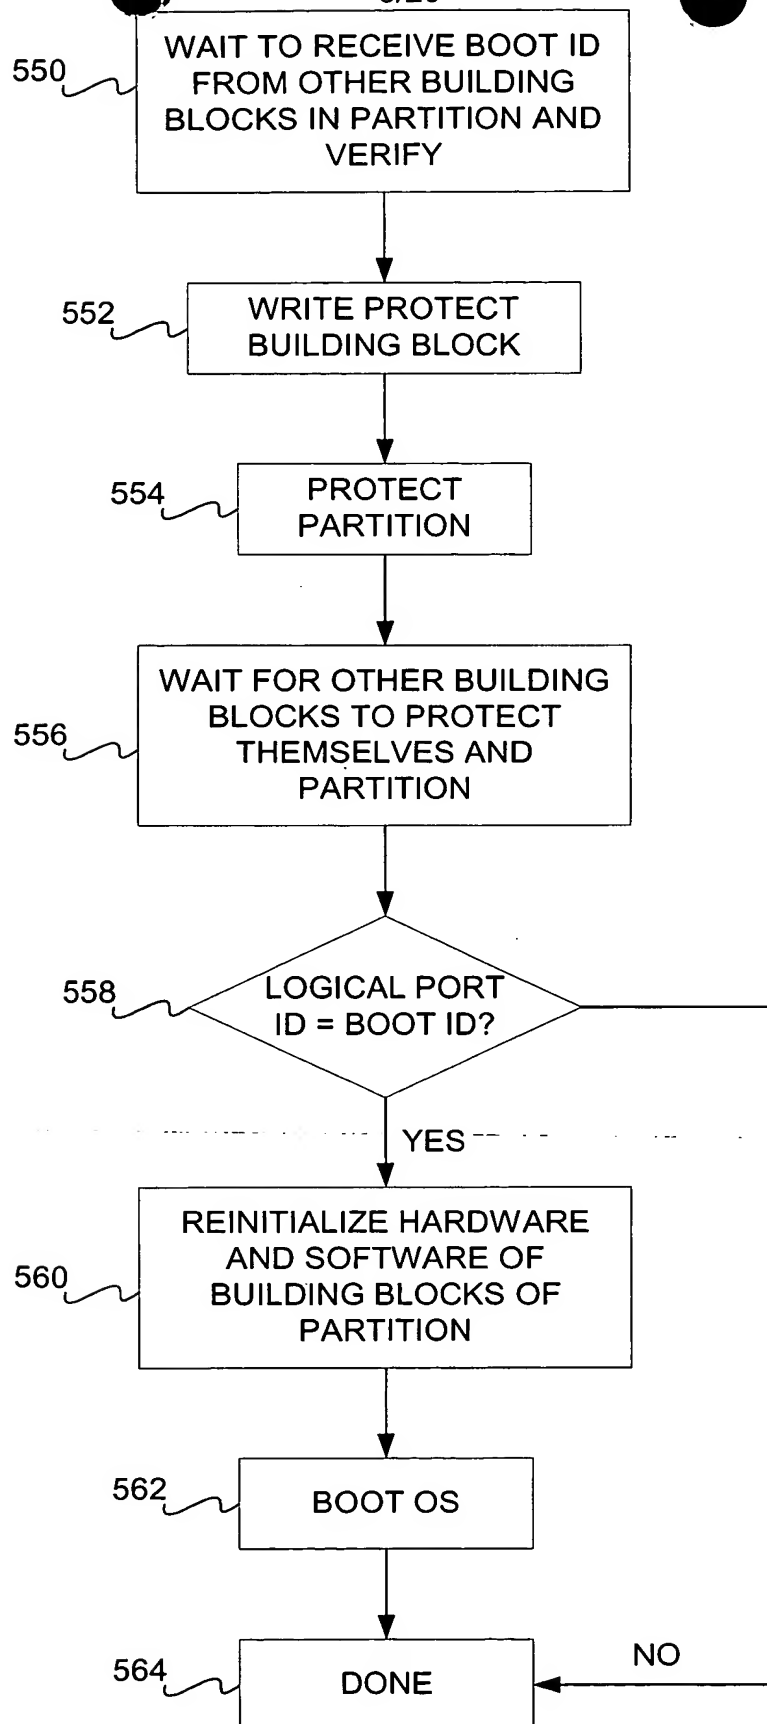 550
WAIT TO RECEIVE BOOT ID
FROM OTHER BUILDING
BLOCKS IN PARTITION AND
VERIFY
552
WRITE PROTECT
BUILDING BLOCK
554
PROTECT
PARTITION
556
WAIT FOR OTHER BUILDING
BLOCKS TO PROTECT
THEMSELVES AND
PARTITION
558
LOGICAL PORT
ID = BOOT ID?
YES
560
REINITIALIZE HARDWARE
AND SOFTWARE OF
BUILDING BLOCKS OF
PARTITION
562
BOOT OS
564
DONE
NO